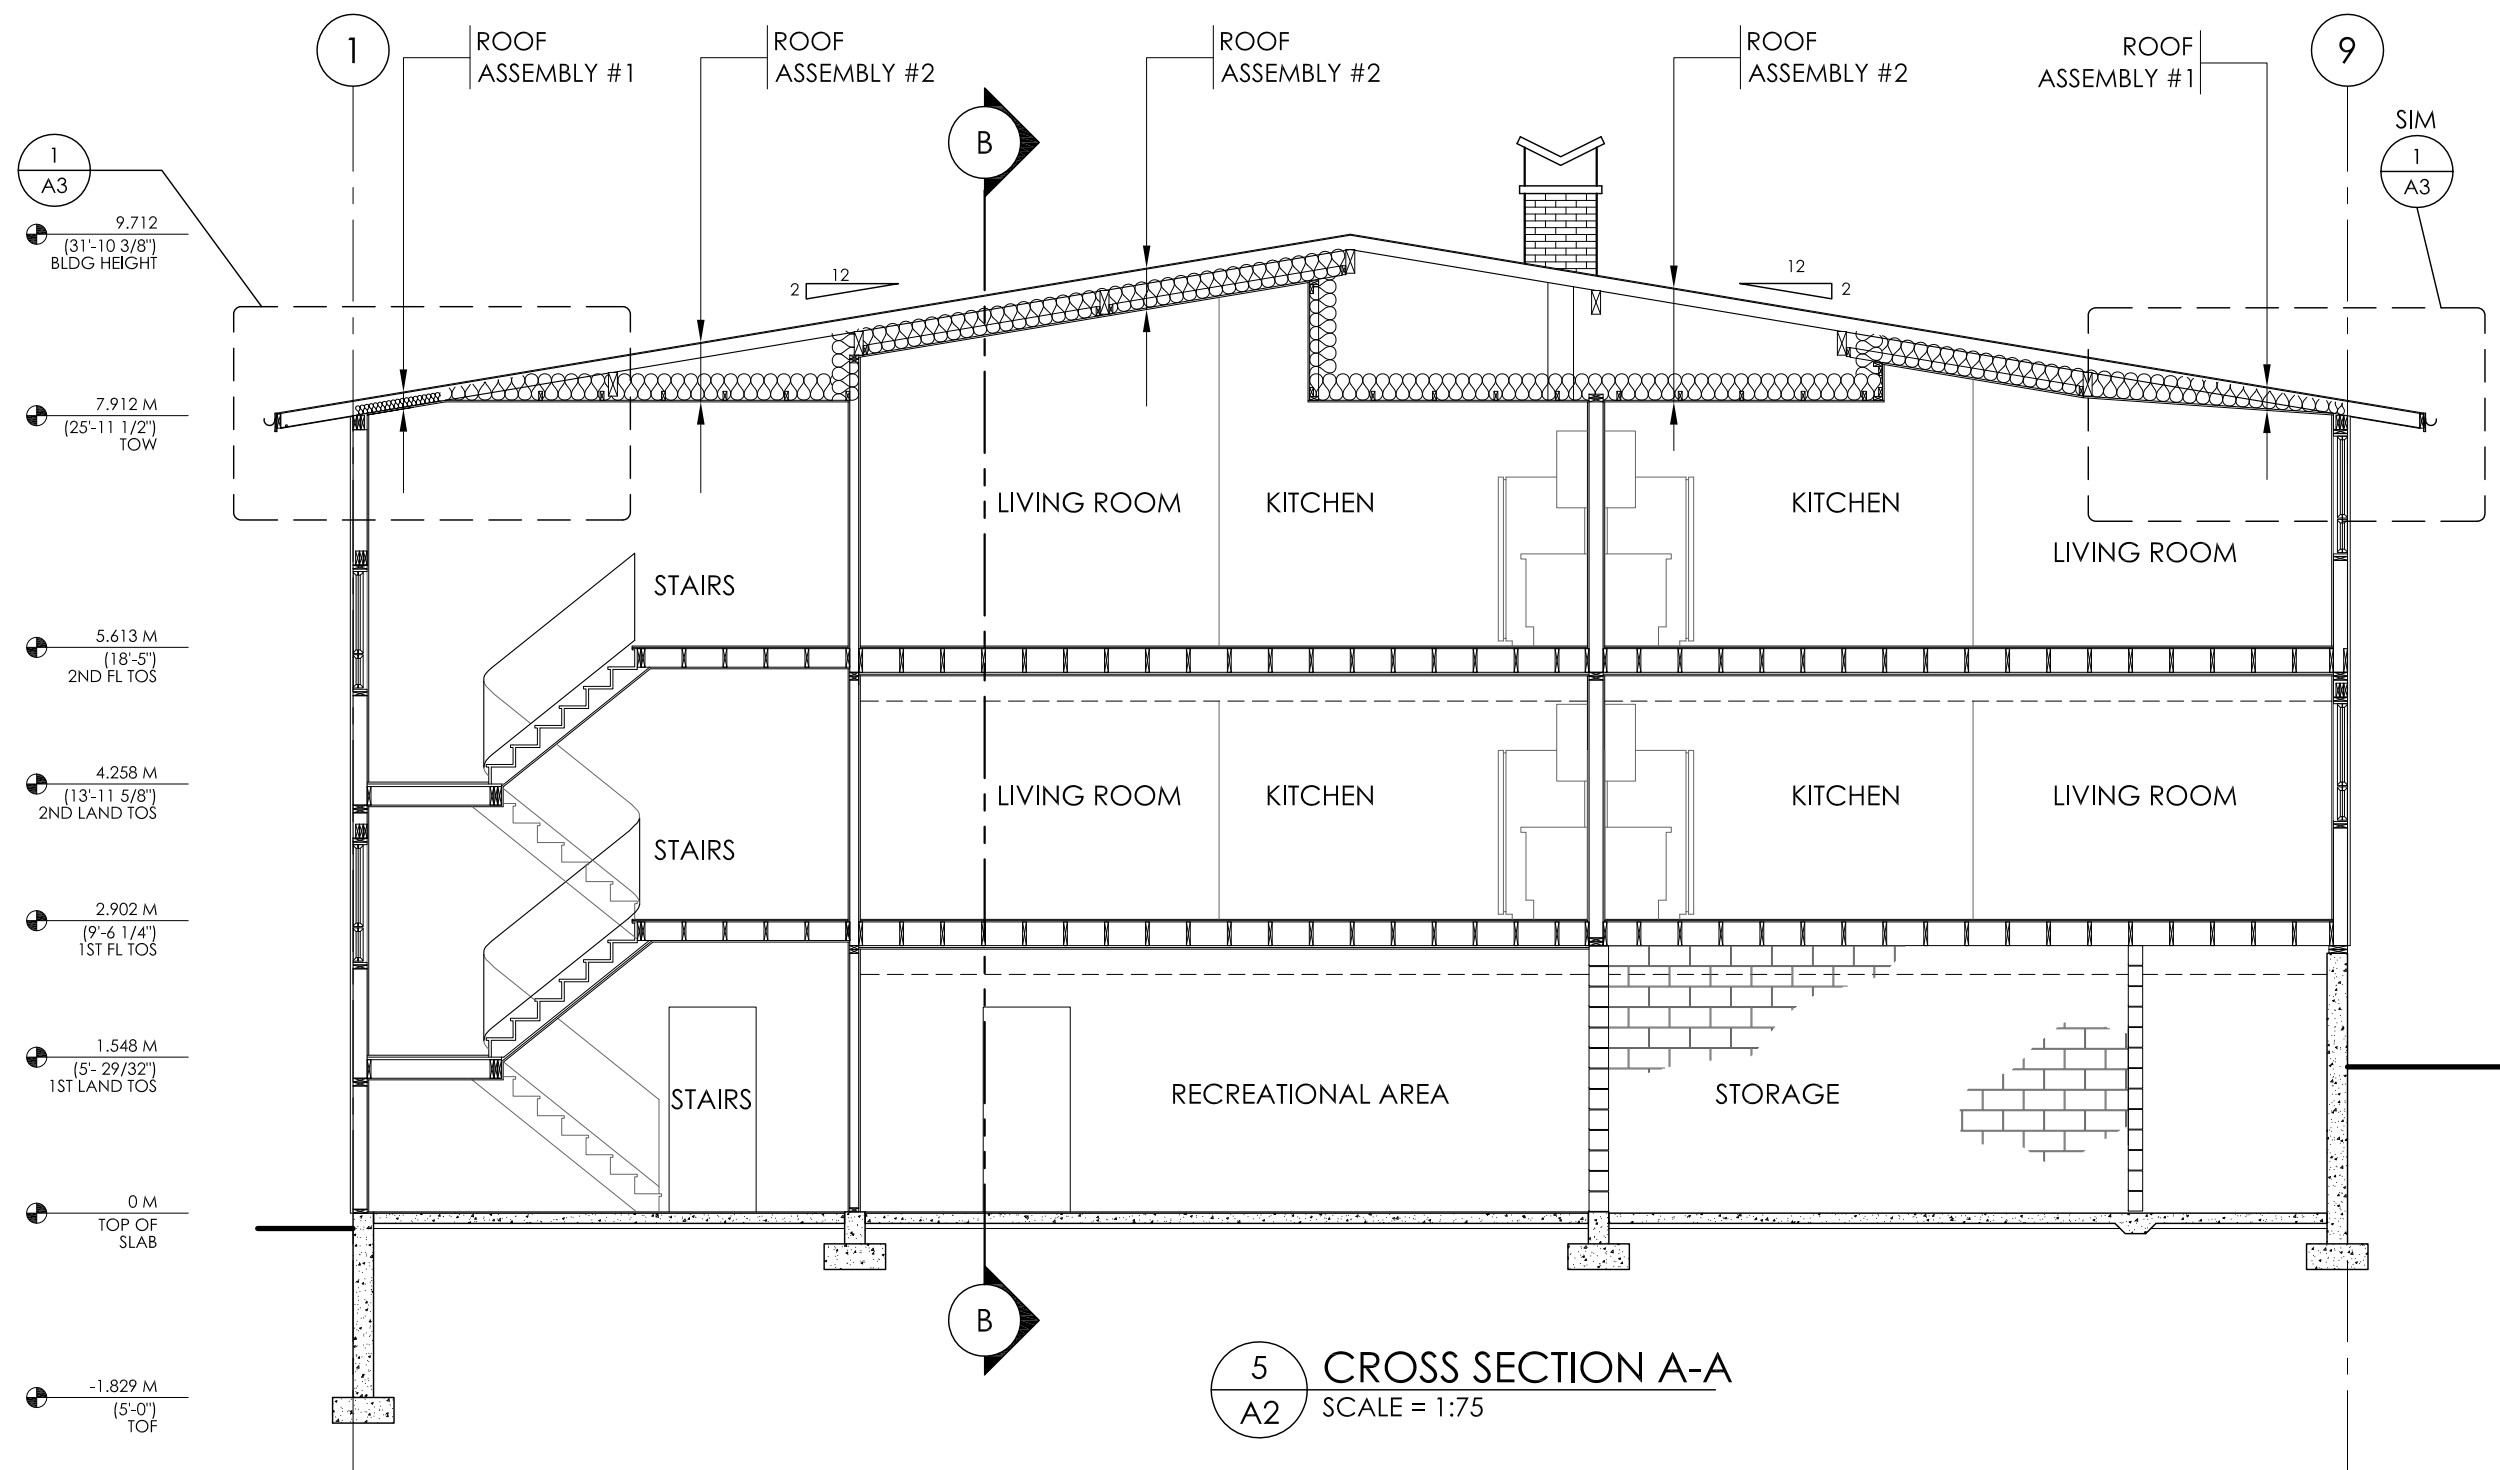 1
ROOF
ASSEMBLY #1
ROOF
ASSEMBLY #2
ROOF
ASSEMBLY #2
ROOF
ASSEMBLY #2
ROOF
ASSEMBLY #1
9
SIM
1
A3
1
A3
B
9.712
(31'-10 3/8")
BLDG HEIGHT
12
2
12
2
7.912 M
(25'-11 1/2")
TOW
LIVING ROOM
KITCHEN
KITCHEN
LIVING ROOM
STAIRS
5.613 M
(18'-5")
2ND FL TOS
4.258 M
(13'-11 5/8")
2ND LAND TOS
LIVING ROOM
KITCHEN
KITCHEN
LIVING ROOM
STAIRS
2.902 M
(9'-6 1/4")
1ST FL TOS
1.548 M
(5'- 29/32")
1ST LAND TOS
STAIRS
RECREATIONAL AREA
STORAGE
0 M
TOP OF
SLAB
B
-1.829 M
(5'-0")
TOF
5
A2
CROSS SECTION A-A
SCALE = 1:75